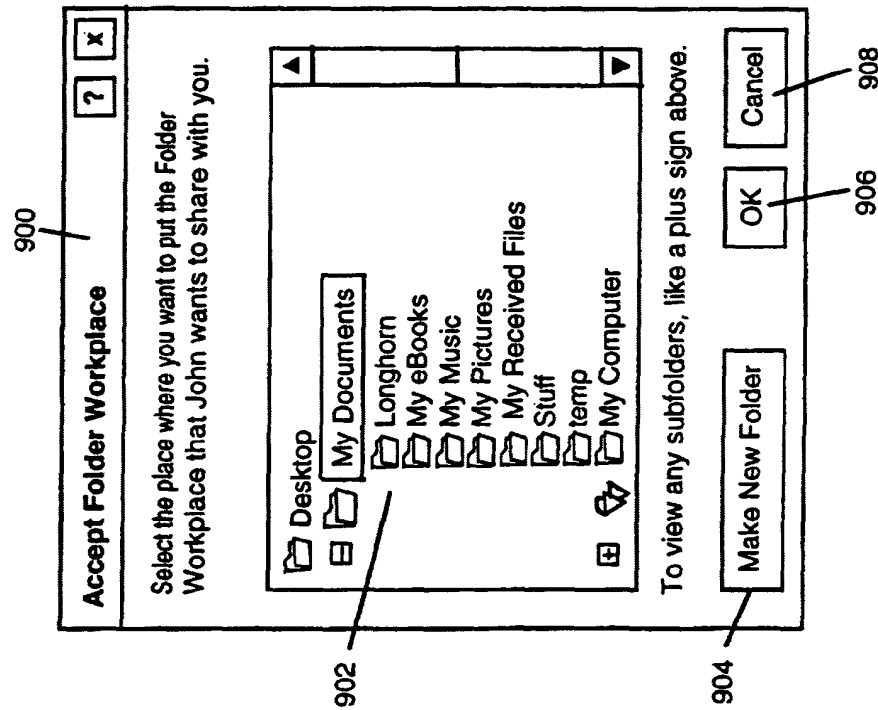 900
Accept Folder Workplace ? x
Select the place where you want to put the Folder
Workplace that John wants to share with you.
902
Desktop
My Documents
Longhorn
My eBooks
My Music
My Pictures
My Received Files
Stuff
temp
My Computer
To view any subfolders, like a plus sign above.
904
Make New Folder
OK
Cancel
906
908